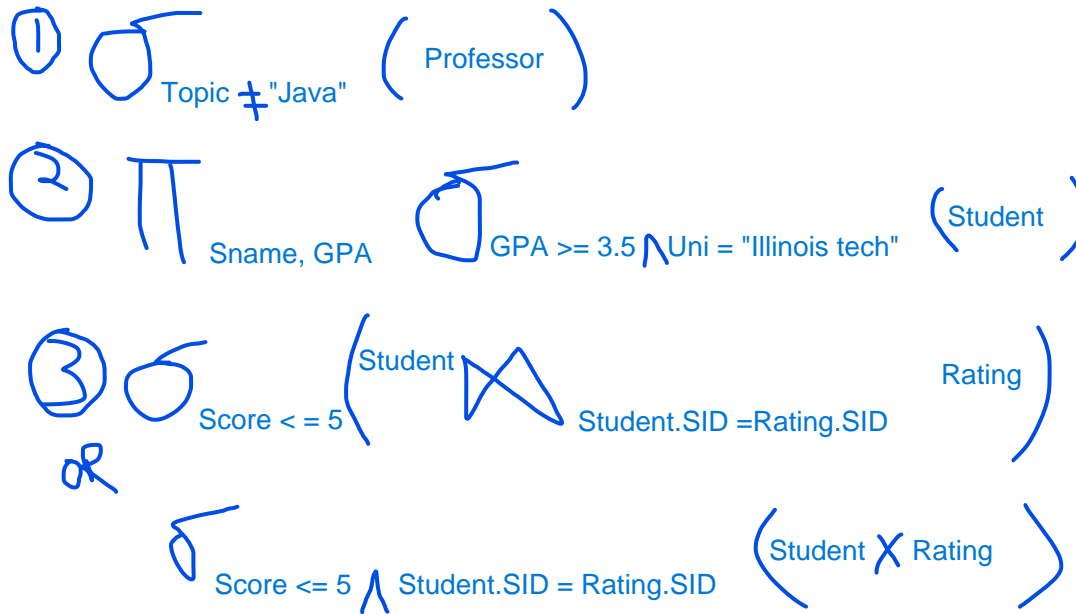 ① σ Topic ≠ "Java" ( Professor )
② π Sname, GPA σ GPA >= 3.5 ∧ Uni = "Illinois tech" ( Student )
③ σ Score < = 5 ( Student ⋈ Student.SID =Rating.SID Rating )
OR
σ Score <= 5 ∧ Student.SID = Rating.SID ( Student X Rating )